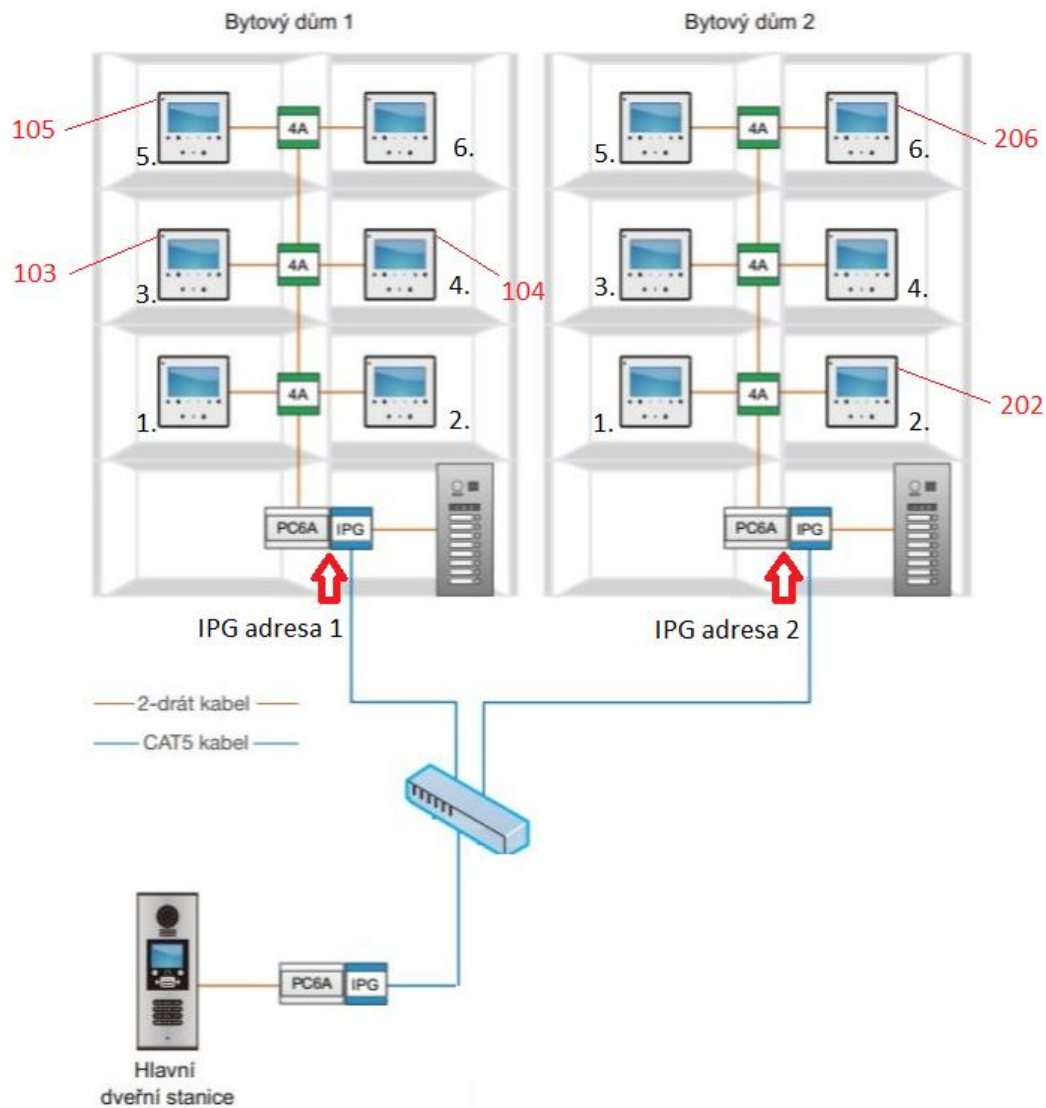 Bytový dům 1
Bytový dům 2
105
5.
4A
6.
5.
4A
6.
206
103
3.
4A
4.
104
3.
4A
4.
1.
4A
2.
1.
4A
2.
202
PC6A
IPG
PC6A
IPG
IPG adresa 1
IPG adresa 2
2-drát kabel
CAT5 kabel
PC6A
IPG
Hlavní
dveřní stanice